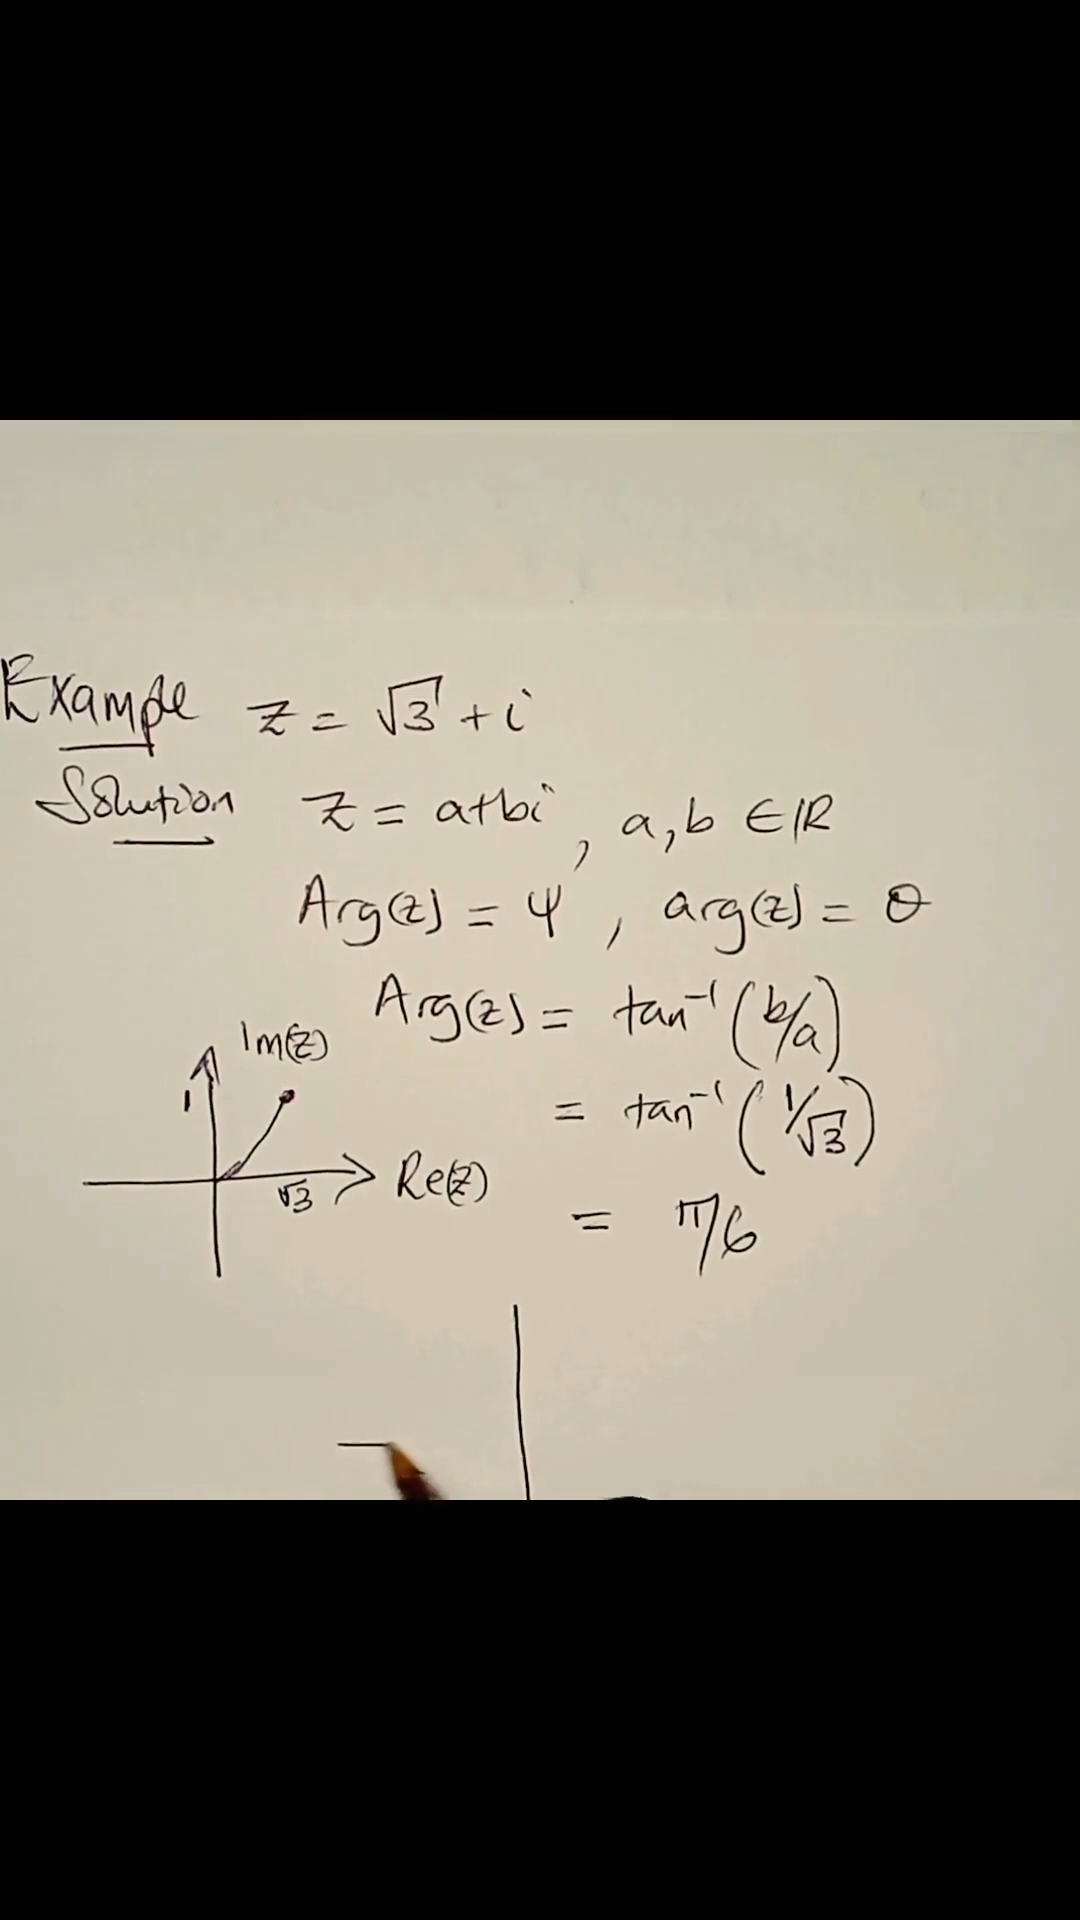 Example z = √3 + i
Solution z = a+bi , a, b ∈ ℝ
Arg(z) = ψ , arg(z) = θ
Arg(z) = tan⁻¹(b/a)
= tan⁻¹(1/√3)
= π/6
Im(z)
1
√3
Re(z)